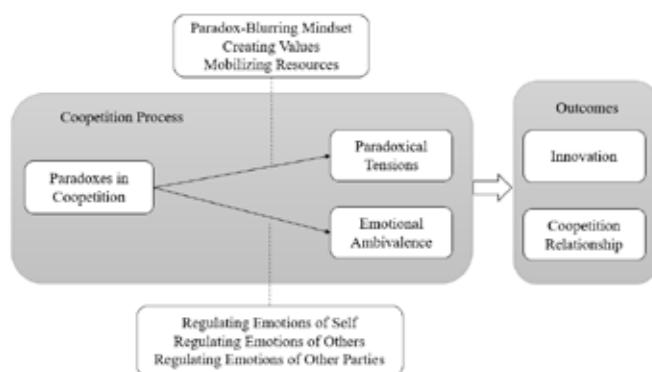 Paradox-Blurring Mindset
Creating Values
Mobilizing Resources
Coopetition Process
Paradoxes in
Coopetition
Paradoxical
Tensions
Emotional
Ambivalence
Outcomes
Innovation
Coopetition
Relationship
Regulating Emotions of Self
Regulating Emotions of Others
Regulating Emotions of Other Parties